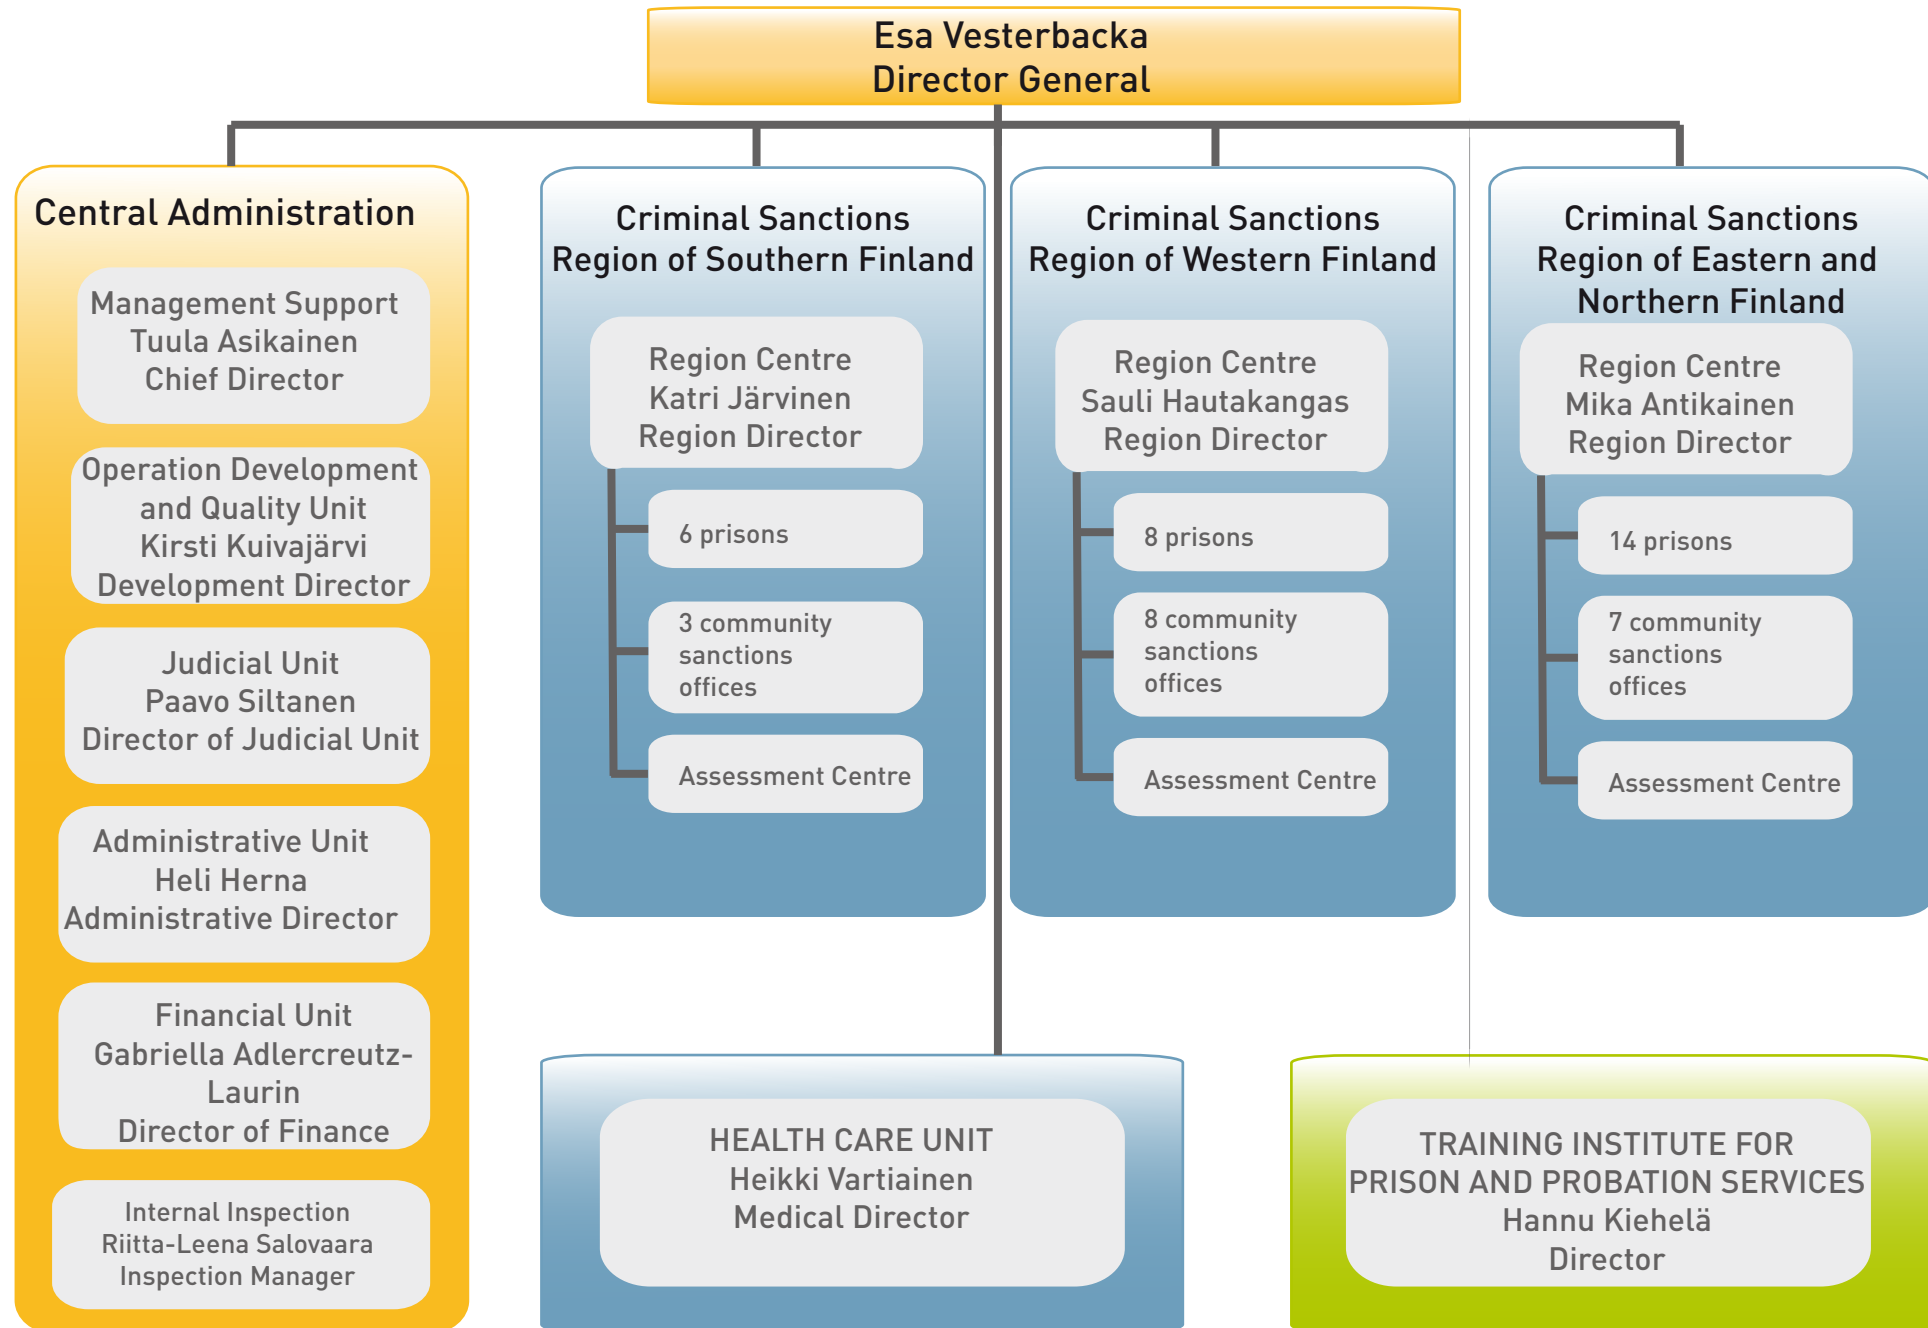 Esa Vesterbacka
Director General
Central Administration
Management Support
Tuula Asikainen
Chief Director
Operation Development
and Quality Unit
Kirsti Kuivajärvi
Development Director
Judicial Unit
Paavo Siltanen
Director of Judicial Unit
Administrative Unit
Heli Herna
Administrative Director
Financial Unit
Gabriella Adlercreutz-
Laurin
Director of Finance
Internal Inspection
Riitta-Leena Salovaara
Inspection Manager
Criminal Sanctions
Region of Southern Finland
Region Centre
Katri Järvinen
Region Director
6 prisons
3 community
sanctions
offices
Assessment Centre
Criminal Sanctions
Region of Western Finland
Region Centre
Sauli Hautakangas
Region Director
8 prisons
8 community
sanctions
offices
Assessment Centre
Criminal Sanctions
Region of Eastern and
Northern Finland
Region Centre
Mika Antikainen
Region Director
14 prisons
7 community
sanctions
offices
Assessment Centre
HEALTH CARE UNIT
Heikki Vartiainen
Medical Director
TRAINING INSTITUTE FOR
PRISON AND PROBATION SERVICES
Hannu Kiehelä
Director